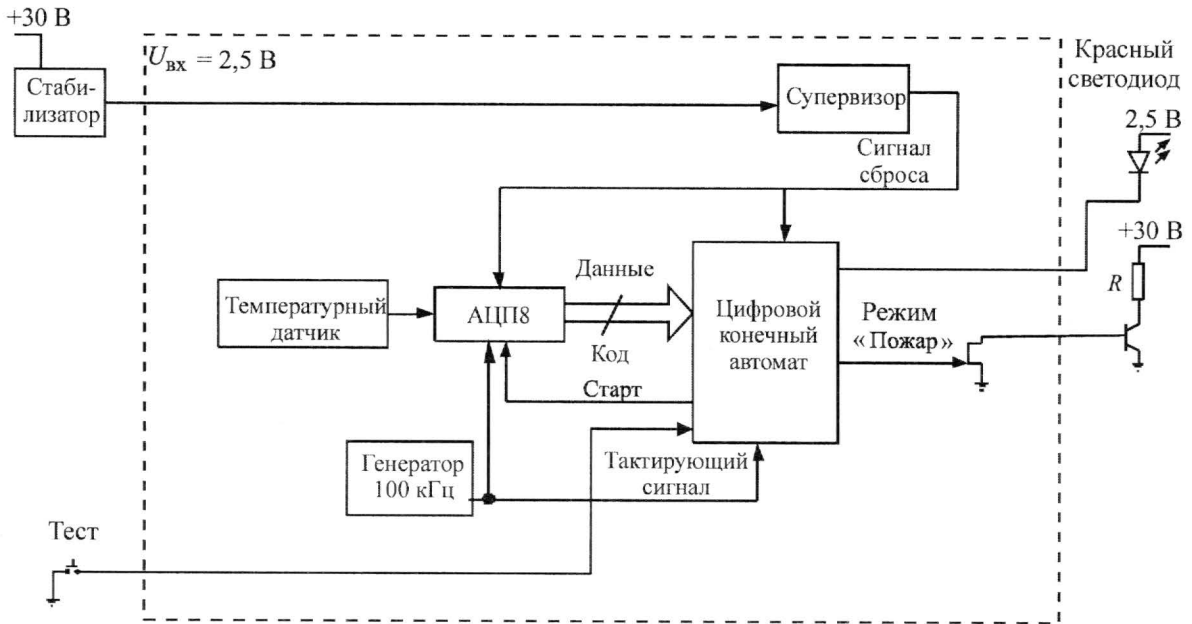 +30 В
Стаби-
лизатор
U вх = 2,5 В
Супервизор
Сигнал
сброса
Красный
светодиод
2,5 В
+30 В
R
Температурный
датчик
АЦП8
Данные
Код
Старт
Цифровой
конечный
автомат
Режим
«Пожар»
Генератор
100 кГц
Тактирующий
сигнал
Тест